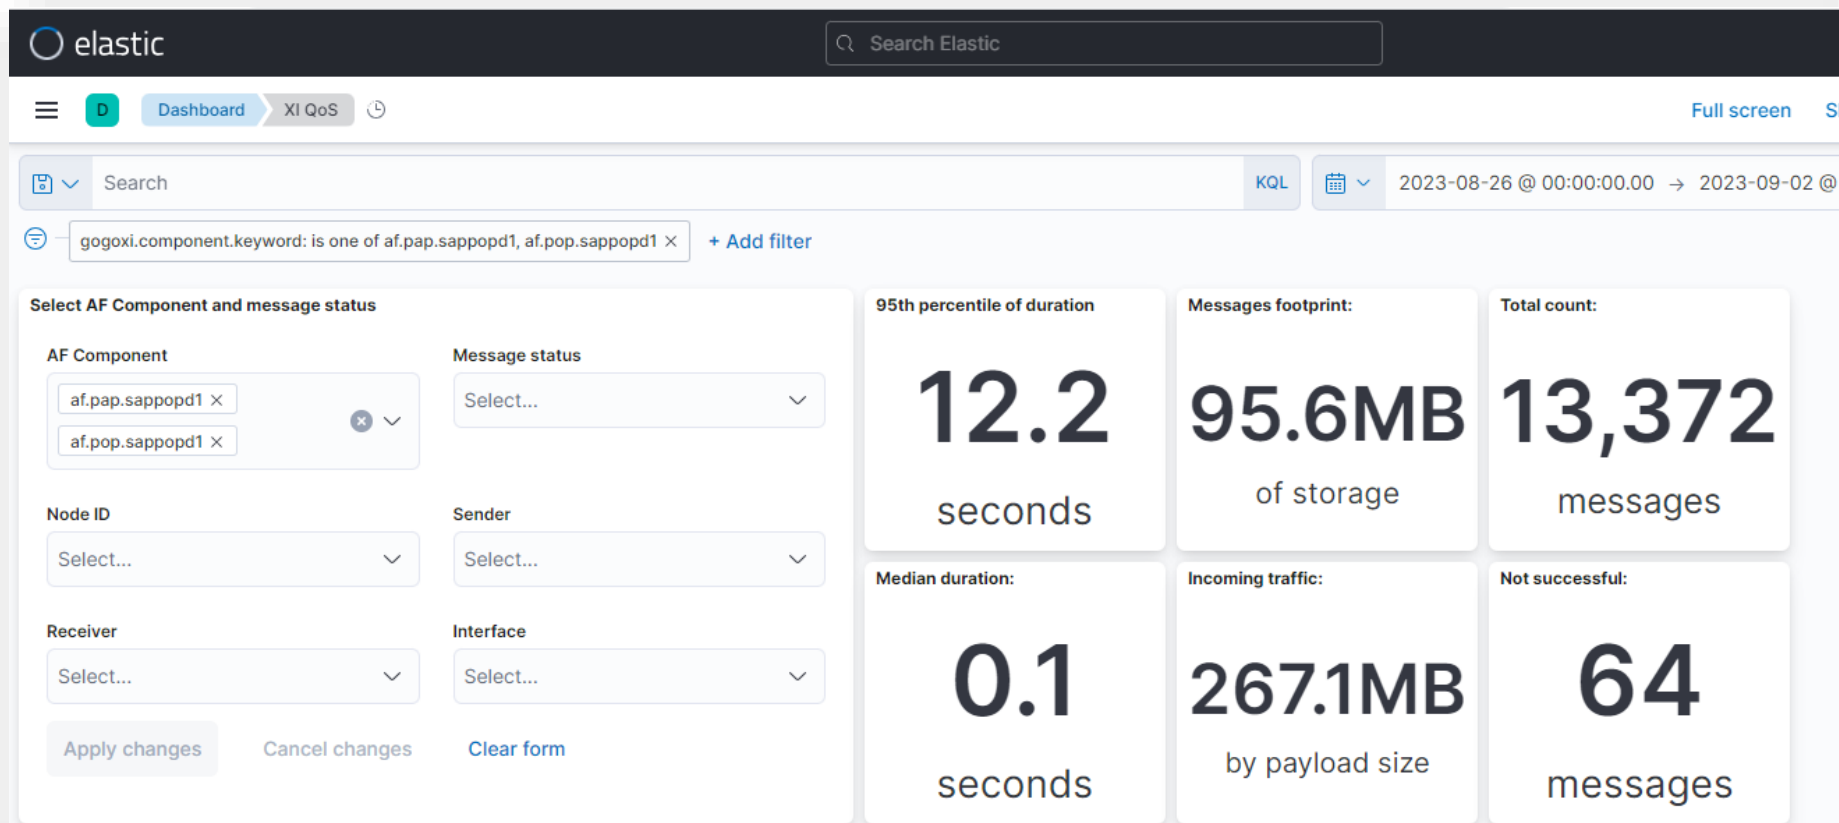 elastic
Search Elastic
D
Dashboard
XI QoS
Full screen
Search
KQL
2023-08-26 @ 00:00:00.00 → 2023-09-02 @
gogoxi.component.keyword: is one of af.pap.sappopd1, af.pop.sappopd1 ×
+ Add filter
Select AF Component and message status
AF Component
af.pap.sappopd1 ×
af.pop.sappopd1 ×
Message status
Select...
Node ID
Select...
Sender
Select...
Receiver
Select...
Interface
Select...
Apply changes
Cancel changes
Clear form
95th percentile of duration
12.2
seconds
Messages footprint:
95.6MB
of storage
Total count:
13,372
messages
Median duration:
0.1
seconds
Incoming traffic:
267.1MB
by payload size
Not successful:
64
messages